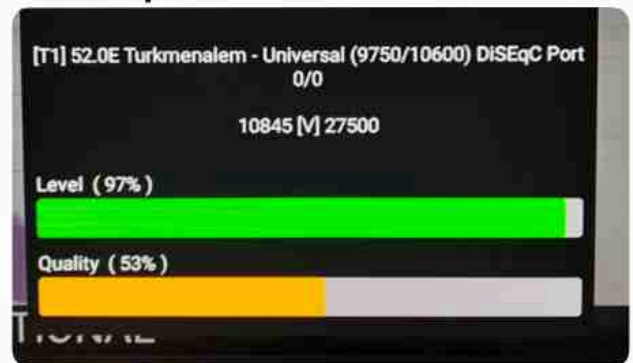 [T1] 52.0E Turkmenalem - Universal (9750/10600) DiSEqC Port
0/0
10845 [V] 27500
Level ( 97% )
Quality ( 53% )